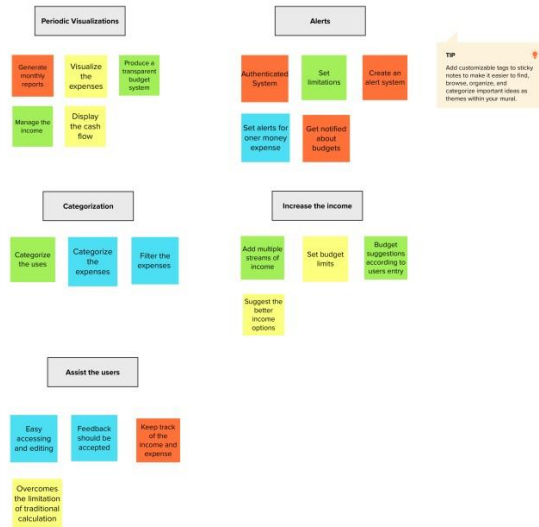 Periodic Visualizations
Generate
monthly
reports
Visualize
the
expenses
Produce a
transparent
budget
system
Manage the
income
Display
the cash
flow
Alerts
Authenticated
System
Set
limitations
Create an
alert system
Set alerts for
oner money
expense
Get notified
about
budgets
TIP
Add customizable tags to sticky
notes to make it easier to find,
browse, organize, and
categorize important ideas as
themes within your mural.
Categorization
Categorize
the uses
Categorize
the
expenses
Filter the
expenses
Increase the income
Add multiple
streams of
income
Set budget
limits
Budget
suggestions
according to
users entry
Suggest the
better
income
options
Assist the users
Easy
accessing
and editing
Feedback
should be
accepted
Keep track
of the
income and
expense
Overcomes
the limitation
of traditional
calculation